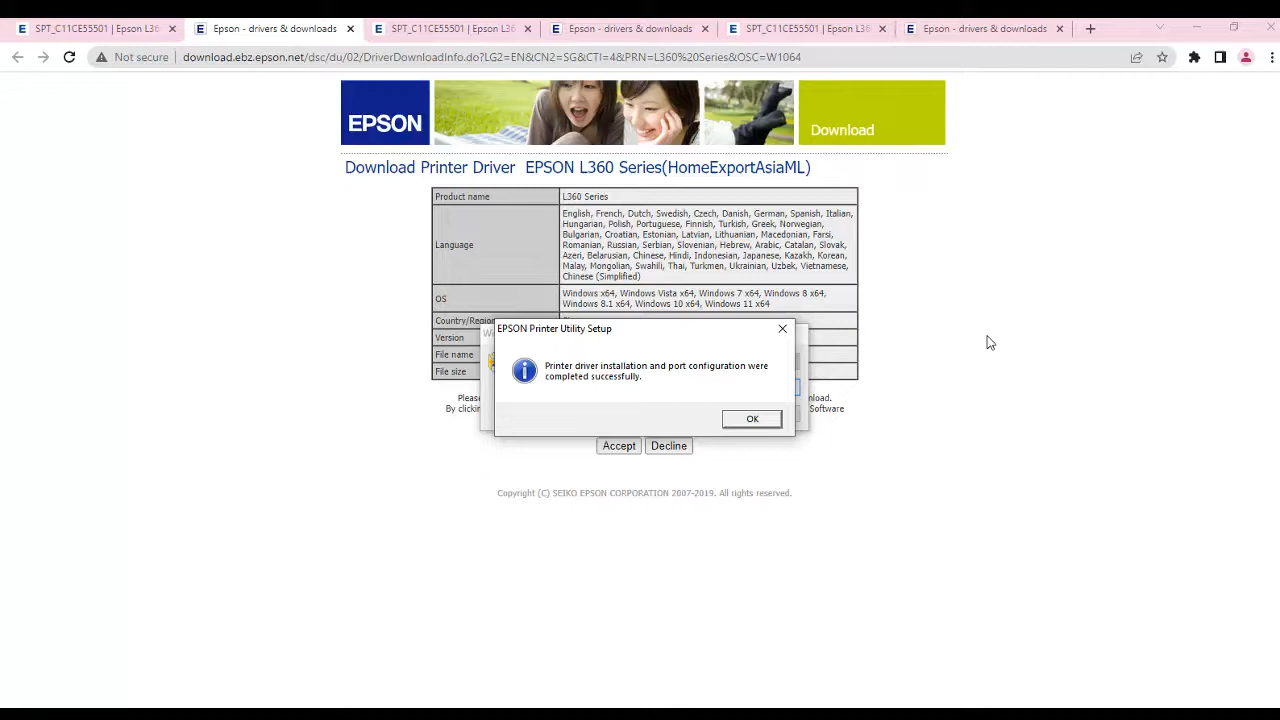 SPT_C11CE55501 | Epson L36
Epson - drivers & downloads
SPT_C11CE55501 | Epson L36
Epson - drivers & downloads
SPT_C11CE55501 | Epson L36
Epson - drivers & downloads
Not secure
download.ebz.epson.net/dsc/du/02/DriverDownloadInfo.do?LG2=EN&CN2=SG&CTI=4&PRN=L360%20Series&OSC=W1064
EPSON
Download
Download Printer Driver EPSON L360 Series(HomeExportAsiaML)
Product name
L360 Series
Language
English, French, Dutch, Swedish, Czech, Danish, German, Spanish, Italian,
Hungarian, Polish, Portuguese, Finnish, Turkish, Greek, Norwegian,
Bulgarian, Croatian, Estonian, Latvian, Lithuanian, Macedonian, Farsi,
Romanian, Russian, Serbian, Slovenian, Hebrew, Arabic, Catalan, Slovak,
Azeri, Belarusian, Chinese, Hindi, Indonesian, Japanese, Kazakh, Korean,
Malay, Mongolian, Swahili, Thai, Turkmen, Ukrainian, Uzbek, Vietnamese,
Chinese (Simplified)
OS
Windows x64, Windows Vista x64, Windows 7 x64, Windows 8 x64,
Windows 8.1 x64, Windows 10 x64, Windows 11 x64
Country/Region
Version
File name
File size
EPSON Printer Utility Setup
Printer driver installation and port configuration were
completed successfully.
OK
Software
Accept
Decline
Copyright (C) SEIKO EPSON CORPORATION 2007-2019. All rights reserved.